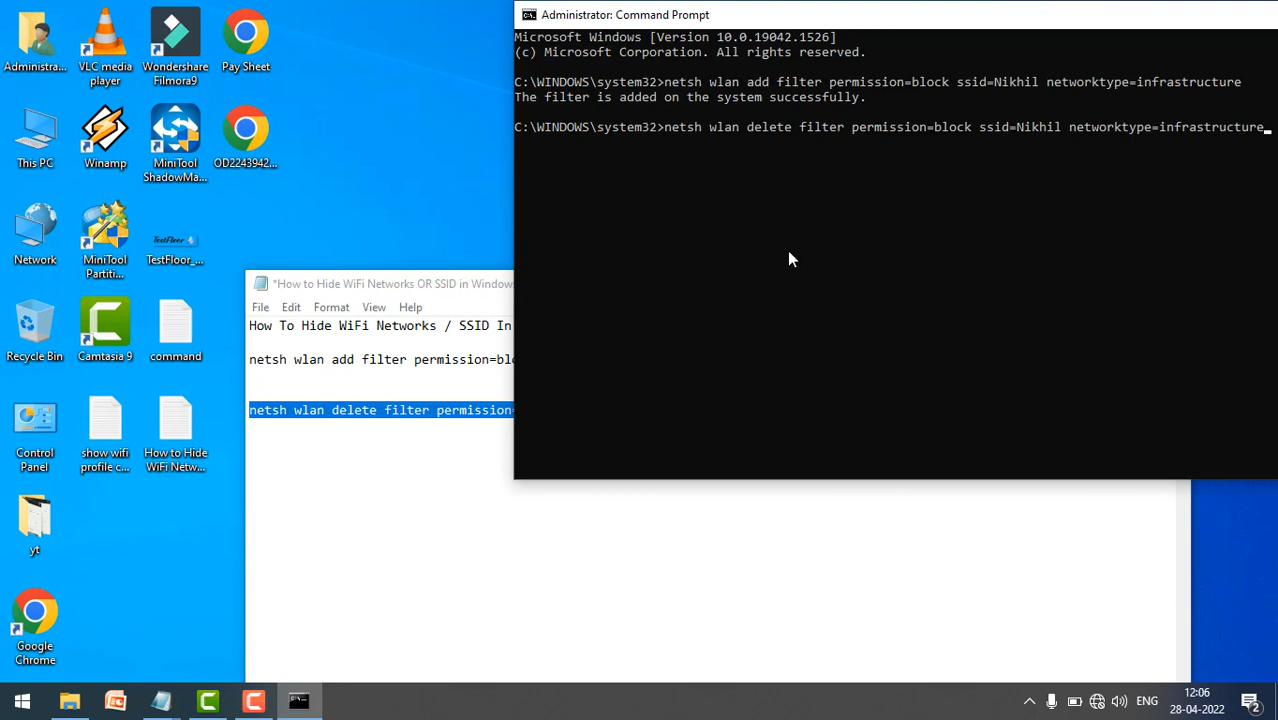 Administra...
VLC media player
Wondershare Filmora9
Pay Sheet
This PC
Winamp
MiniTool ShadowMa...
OD2243942...
Network
MiniTool Partiti...
TestFloor
TestFloor_...
Recycle Bin
Camtasia 9
command
Control Panel
show wifi profile c...
How to Hide WiFi Netw...
yt
Google Chrome
Administrator: Command Prompt
Microsoft Windows [Version 10.0.19042.1526]
(c) Microsoft Corporation. All rights reserved.
C:\WINDOWS\system32>netsh wlan add filter permission=block ssid=Nikhil networktype=infrastructure
The filter is added on the system successfully.
C:\WINDOWS\system32>netsh wlan delete filter permission=block ssid=Nikhil networktype=infrastructure_
*How to Hide WiFi Networks OR SSID in Windows
File Edit Format View Help
How To Hide WiFi Networks / SSID In
netsh wlan add filter permission=blo
netsh wlan delete filter permission=
ENG
12:06
28-04-2022
2